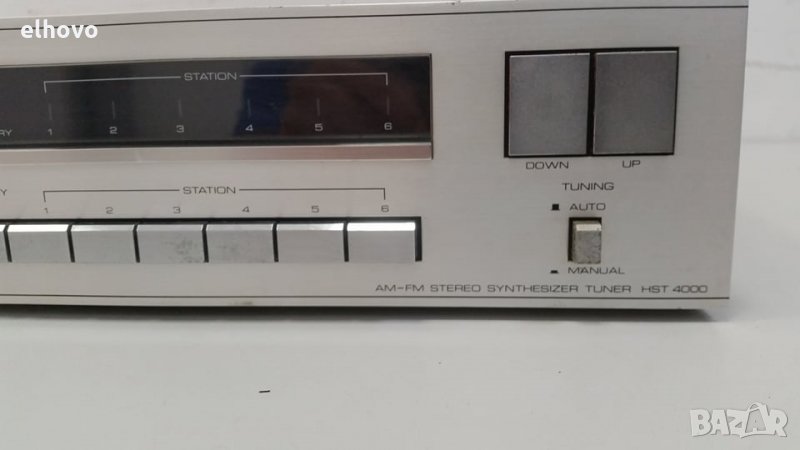 elhovo
STATION
RY 1 2 3 4 5 6
DOWN UP
STATION
TUNING
Y 1 2 3 4 5 6
AUTO
MANUAL
AM-FM STEREO SYNTHESIZER TUNER HST 4000
BAZAR